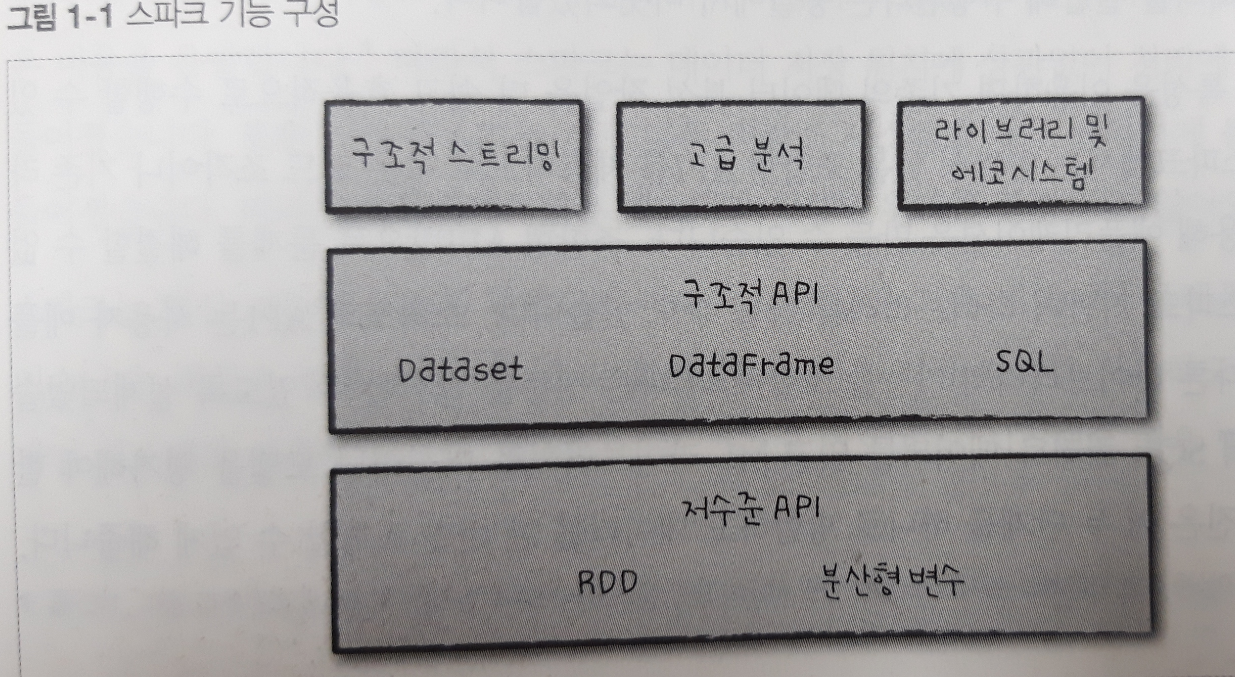 그림 1-1 스파크 기능 구성
구조적 스트리밍
고급 분석
라이브러리 및
에코시스템
구조적 API
Dataset DataFrame SQL
저수준 API
RDD 분산형 변수